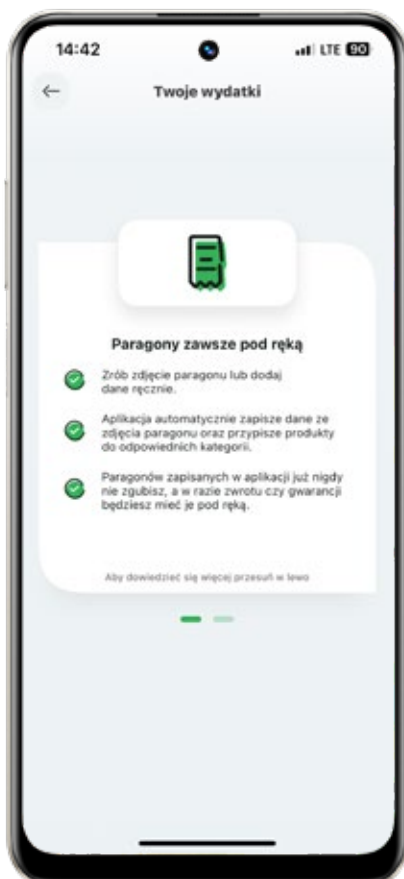 14:42
LTE 90
Twoje wydatki
Paragony zawsze pod ręką
Zrób zdjęcie paragonu lub dodaj
dane ręcznie.
Aplikacja automatycznie zapisze dane ze
zdjęcia paragonu oraz przypisze produkty
do odpowiednich kategorii.
Paragonów zapisanych w aplikacji już nigdy
nie zgubisz, a w razie zwrotu czy gwarancji
będziesz mieć je pod ręką.
Aby dowiedzieć się więcej przesuń w lewo